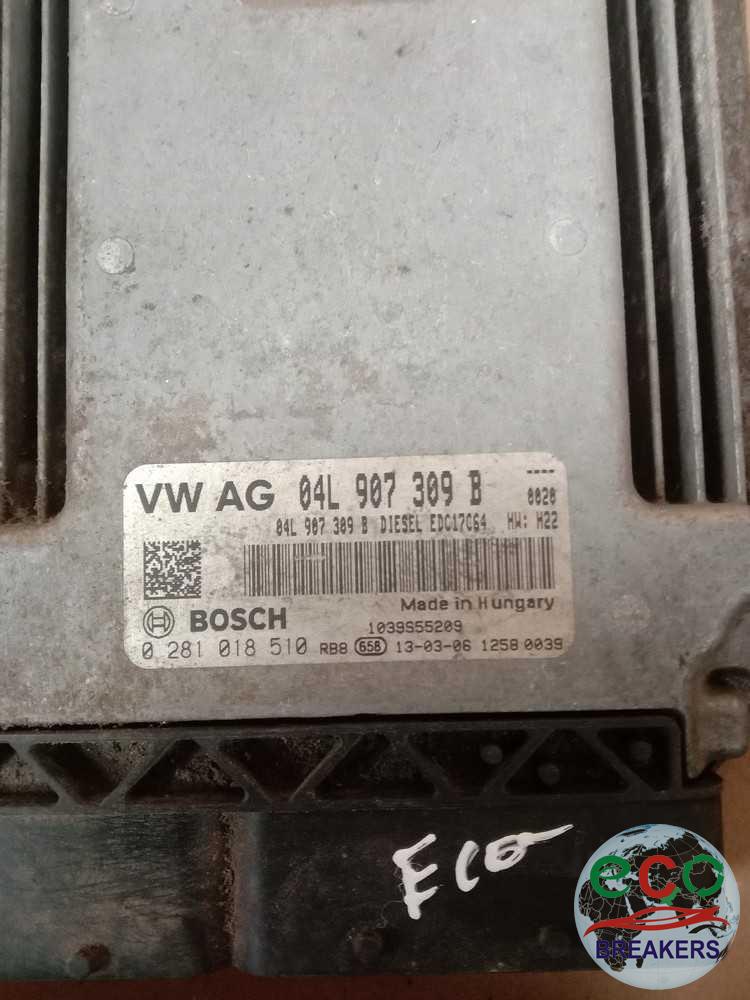 VW AG 04L 907 309 B ----
04L 907 309 B DIESEL EDC17C64 HW: H22 0020
Made in Hungary
BOSCH 1039S55209
0 281 018 510 RB8 658 13-03-06 1258 0039
Eco
eco
BREAKERS